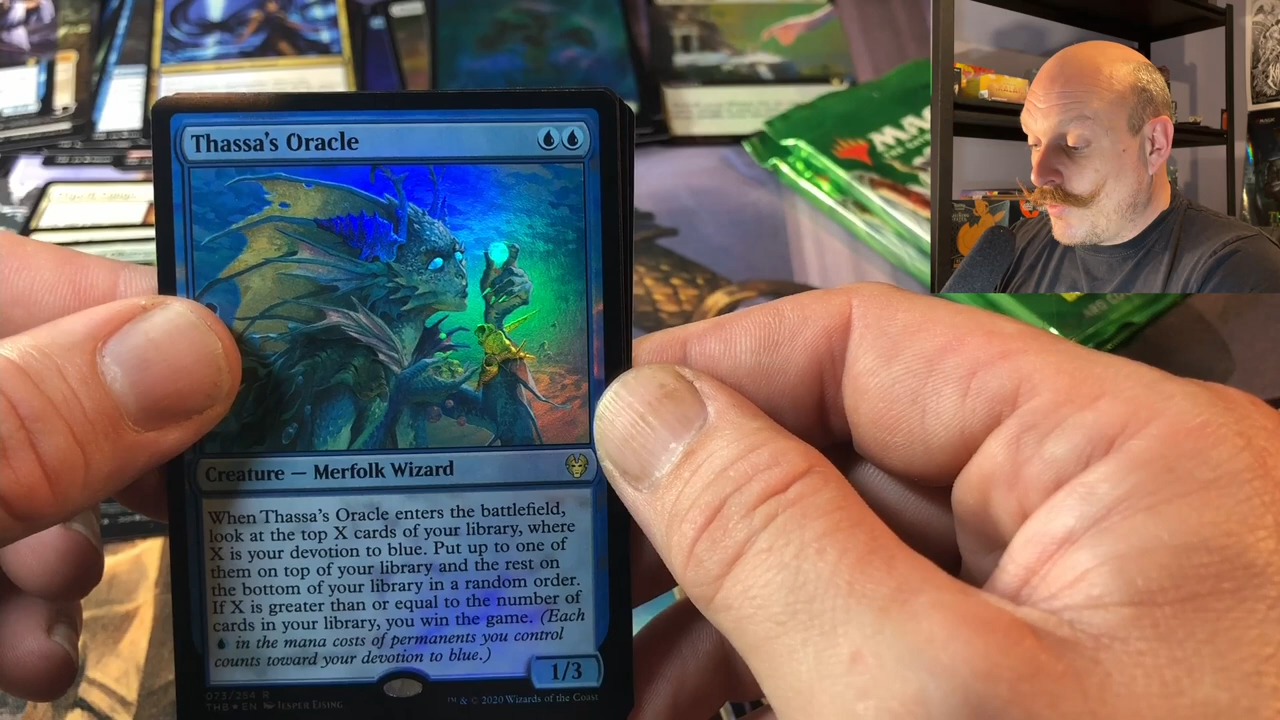 Thassa's Oracle
Creature — Merfolk Wizard
When Thassa's Oracle enters the battlefield,
look at the top X cards of your library, where
X is your devotion to blue. Put up to one of
them on top of your library and the rest on
the bottom of your library in a random order.
If X is greater than or equal to the number of
cards in your library, you win the game. (Each
in the mana costs of permanents you control
counts toward your devotion to blue.)
1/3
073/254 R
THB ★ EN Jesper Ejsing
™ & © 2020 Wizards of the Coast
MA